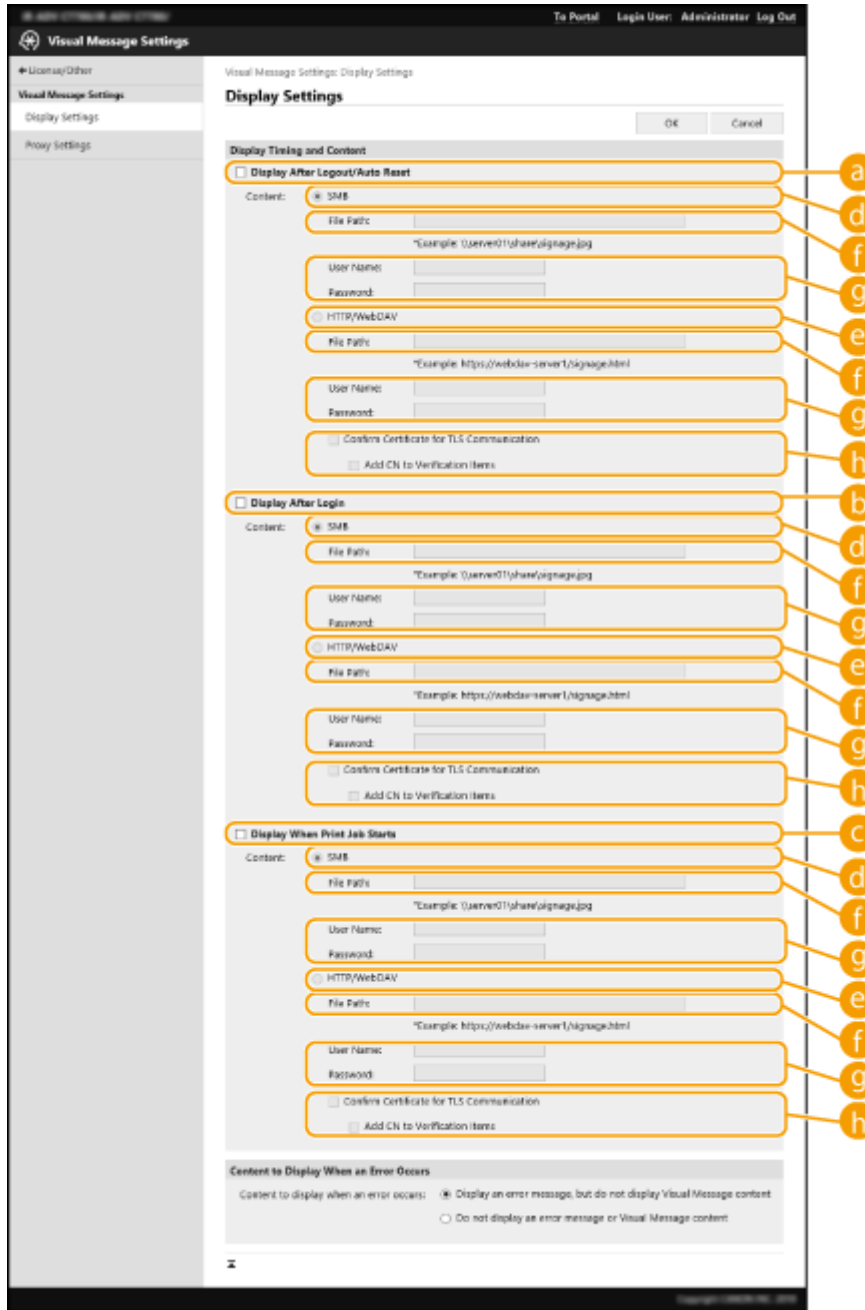 To Portal Login User: Administrator Log Out
Visual Message Settings
License/Other
Visual Message Settings
Display Settings
Proxy Settings
Visual Message Settings: Display Settings
Display Settings
OK Cancel
Display Timing and Content
Display After Logout/Auto Reset a
Content: SMB d
File Path: f
*Example: \\server01\share\signage.jpg
User Name:
Password: g
HTTP/WebDAV e
File Path: f
*Example: https://webdav-server1/signage.html
User Name:
Password: g
Confirm Certificate for TLS Communication
Add CN to Verification Items h
Display After Login b
Content: SMB d
File Path: f
*Example: \\server01\share\signage.jpg
User Name:
Password: g
HTTP/WebDAV e
File Path: f
*Example: https://webdav-server1/signage.html
User Name:
Password: g
Confirm Certificate for TLS Communication
Add CN to Verification Items h
Display When Print Job Starts c
Content: SMB d
File Path: f
*Example: \\server01\share\signage.jpg
User Name:
Password: g
HTTP/WebDAV e
File Path: f
*Example: https://webdav-server1/signage.html
User Name:
Password: g
Confirm Certificate for TLS Communication
Add CN to Verification Items h
Content to Display When an Error Occurs
Content to display when an error occurs: Display an error message, but do not display Visual Message content
Do not display an error message or Visual Message content